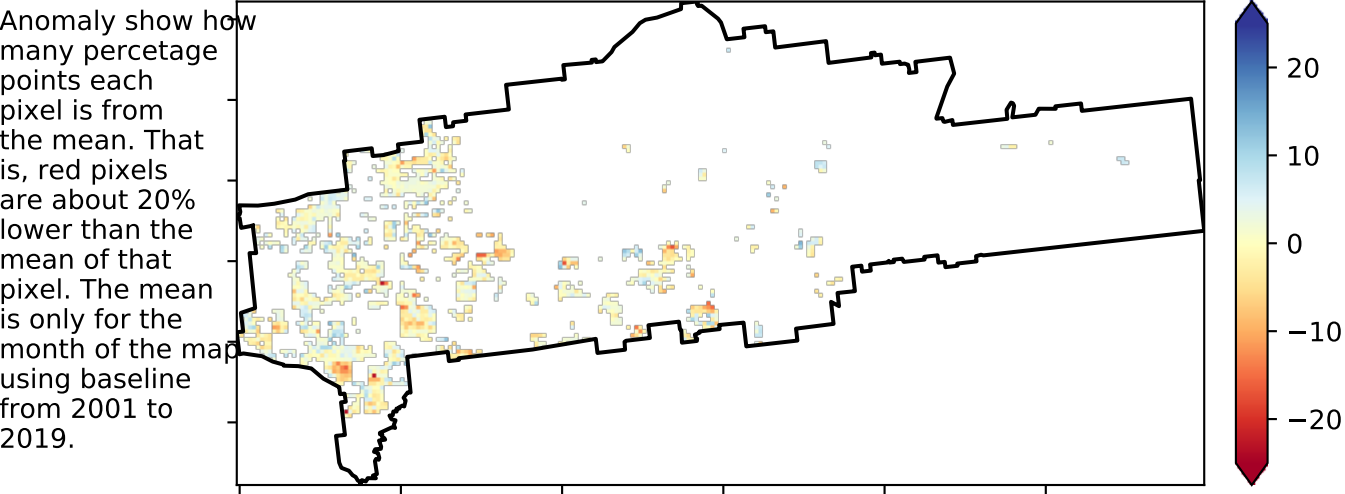 Anomaly show how
many percetage
points each
pixel is from
the mean. That
is, red pixels
are about 20%
lower than the
mean of that
pixel. The mean
is only for the
month of the map
using baseline
from 2001 to
2019.
20
10
0
−10
−20